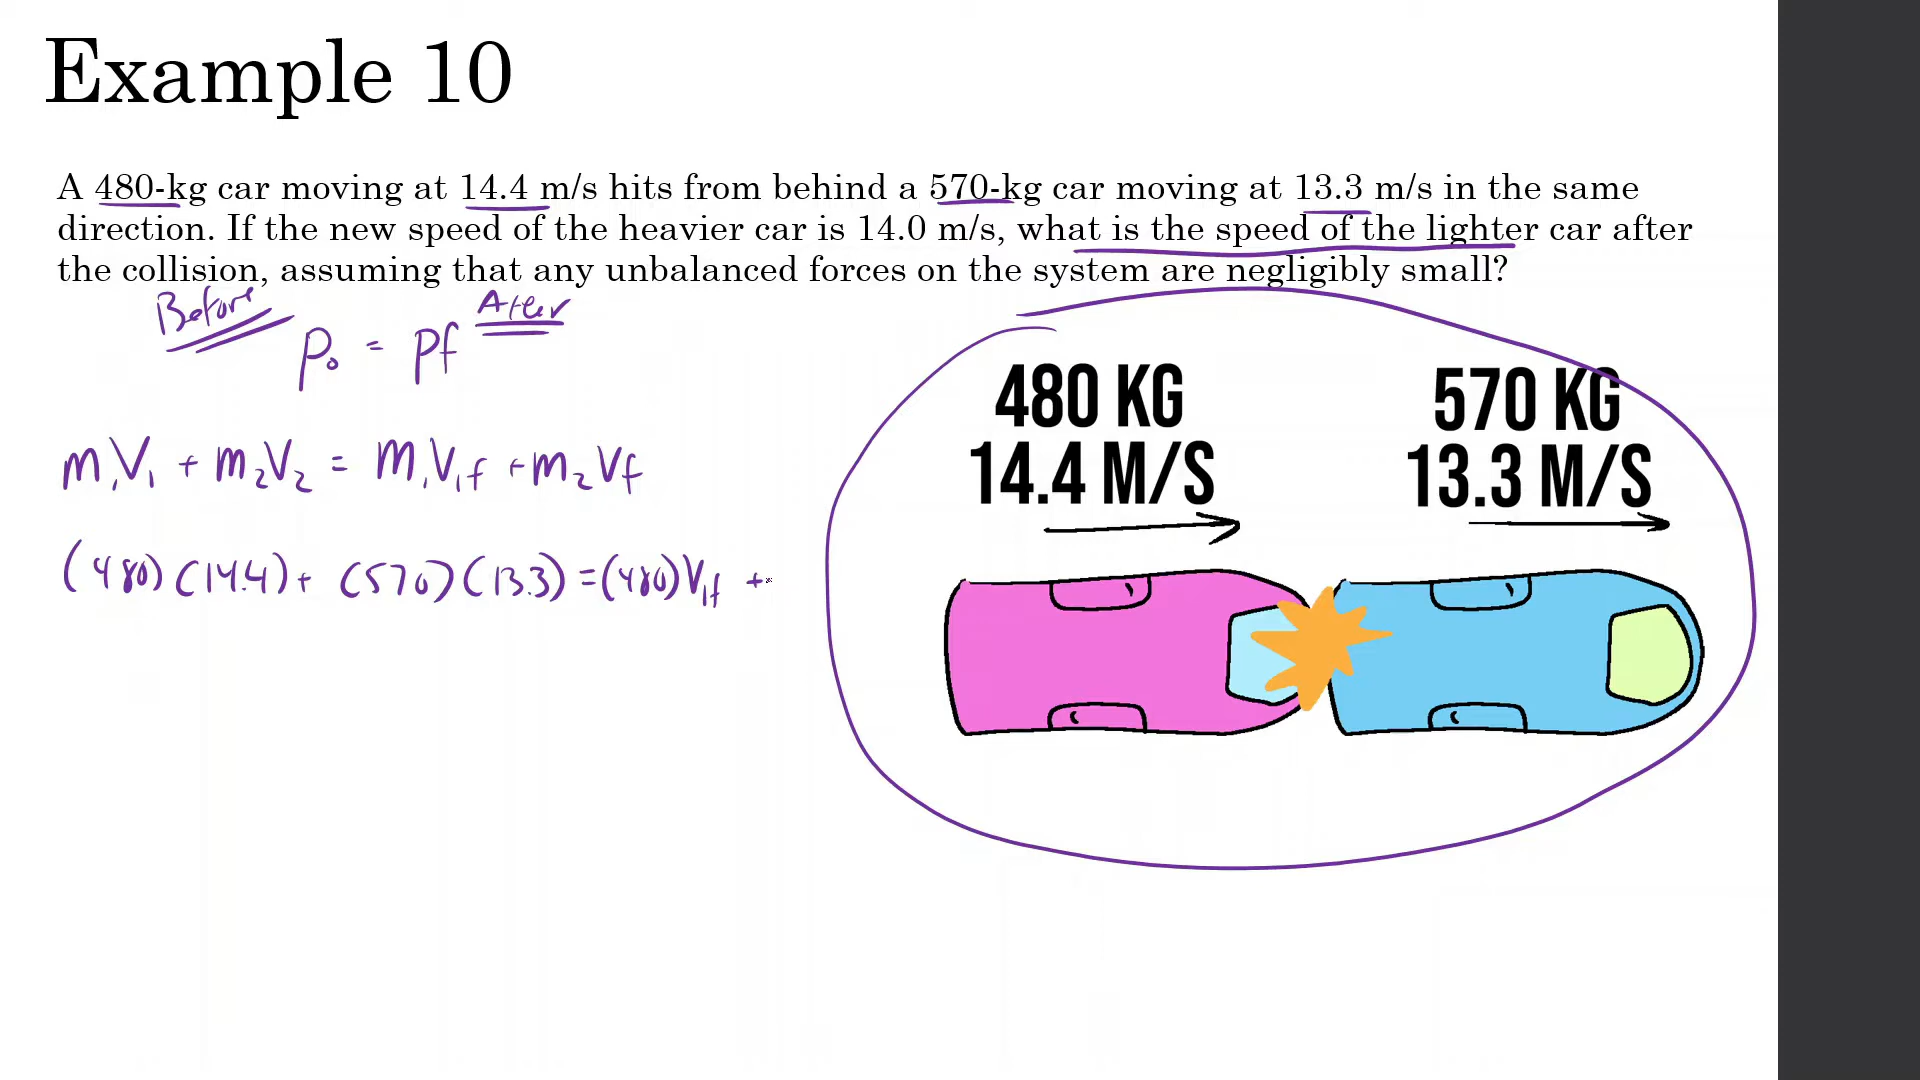 Example 10
A 480-kg car moving at 14.4 m/s hits from behind a 570-kg car moving at 13.3 m/s in the same
direction. If the new speed of the heavier car is 14.0 m/s, what is the speed of the lighter car after
the collision, assuming that any unbalanced forces on the system are negligibly small?
Before After
p₀ = pf
m₁V₁ + m₂V₂ = m₁V₁f + m₂Vf
(480)(14.4) + (570)(13.3) = (480)V₁f +
480 KG
14.4 M/S
570 KG
13.3 M/S